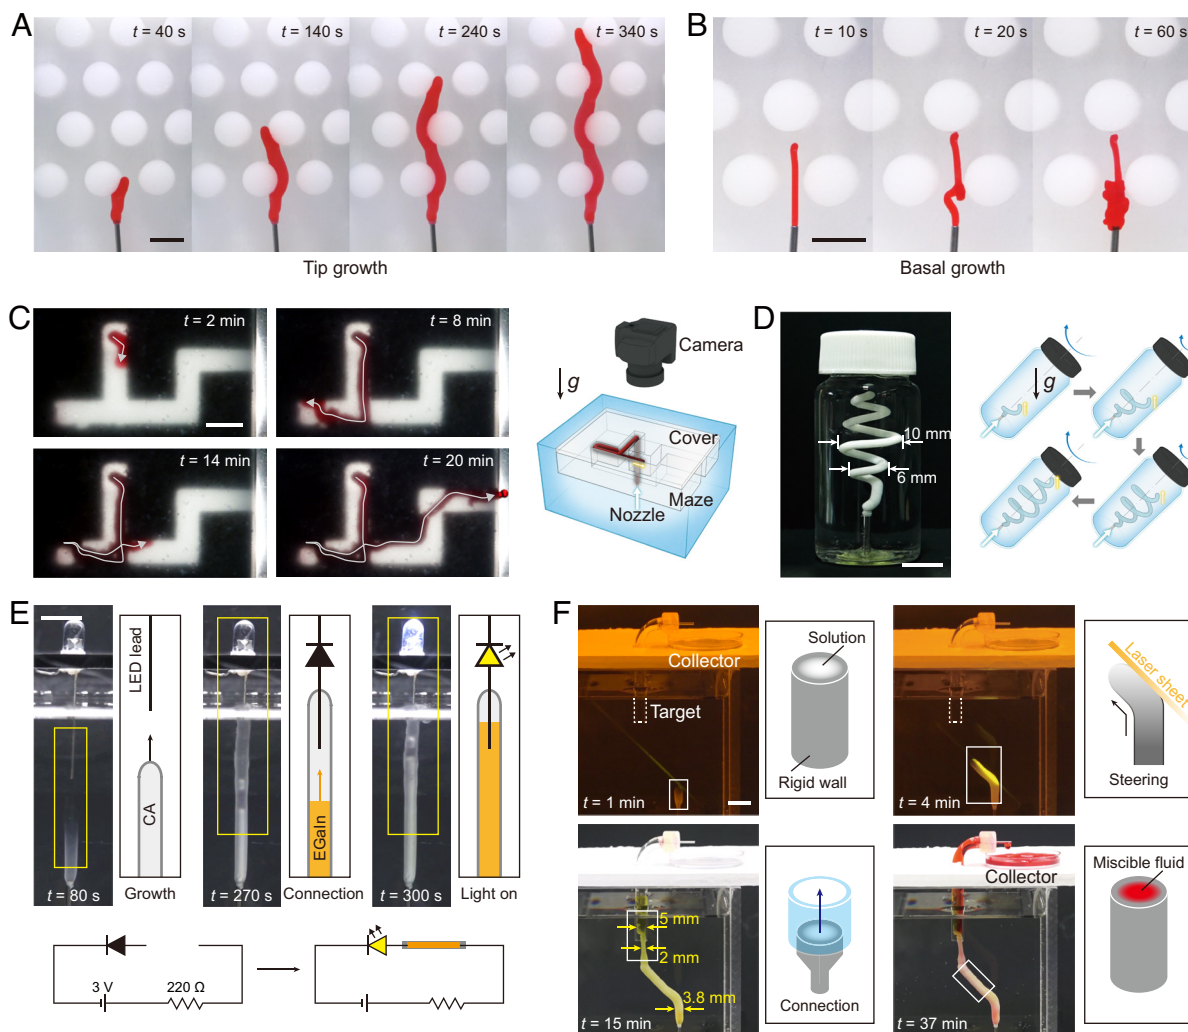 A
t = 40 s
t = 140 s
t = 240 s
t = 340 s
Tip growth
B
t = 10 s
t = 20 s
t = 60 s
Basal growth
C
t = 2 min
t = 8 min
t = 14 min
t = 20 min
Camera
g
Cover
Maze
Nozzle
D
10 mm
6 mm
g
E
t = 80 s
LED lead
CA
Growth
t = 270 s
EGaIn
Connection
t = 300 s
Light on
3 V
220 Ω
F
Collector
Target
t = 1 min
Solution
Rigid wall
t = 4 min
Laser sheet
Steering
5 mm
2 mm
3.8 mm
t = 15 min
Connection
Collector
t = 37 min
Miscible fluid